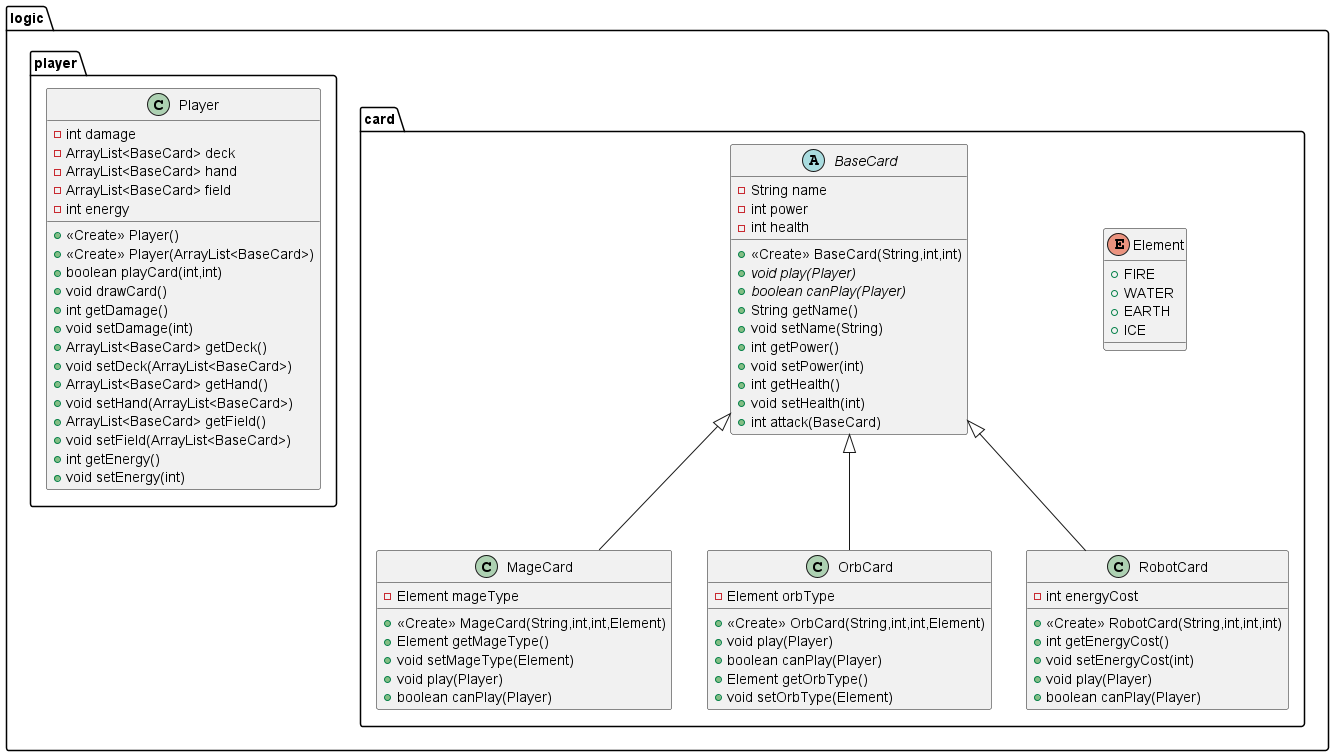 logic
player
C Player
int damage
ArrayList<BaseCard> deck
ArrayList<BaseCard> hand
ArrayList<BaseCard> field
int energy
«Create» Player()
«Create» Player(ArrayList<BaseCard>)
boolean playCard(int,int)
void drawCard()
int getDamage()
void setDamage(int)
ArrayList<BaseCard> getDeck()
void setDeck(ArrayList<BaseCard>)
ArrayList<BaseCard> getHand()
void setHand(ArrayList<BaseCard>)
ArrayList<BaseCard> getField()
void setField(ArrayList<BaseCard>)
int getEnergy()
void setEnergy(int)
card
A BaseCard
String name
int power
int health
«Create» BaseCard(String,int,int)
void play(Player)
boolean canPlay(Player)
String getName()
void setName(String)
int getPower()
void setPower(int)
int getHealth()
void setHealth(int)
int attack(BaseCard)
E Element
FIRE
WATER
EARTH
ICE
C MageCard
Element mageType
«Create» MageCard(String,int,int,Element)
Element getMageType()
void setMageType(Element)
void play(Player)
boolean canPlay(Player)
C OrbCard
Element orbType
«Create» OrbCard(String,int,int,Element)
void play(Player)
boolean canPlay(Player)
Element getOrbType()
void setOrbType(Element)
C RobotCard
int energyCost
«Create» RobotCard(String,int,int,int)
int getEnergyCost()
void setEnergyCost(int)
void play(Player)
boolean canPlay(Player)